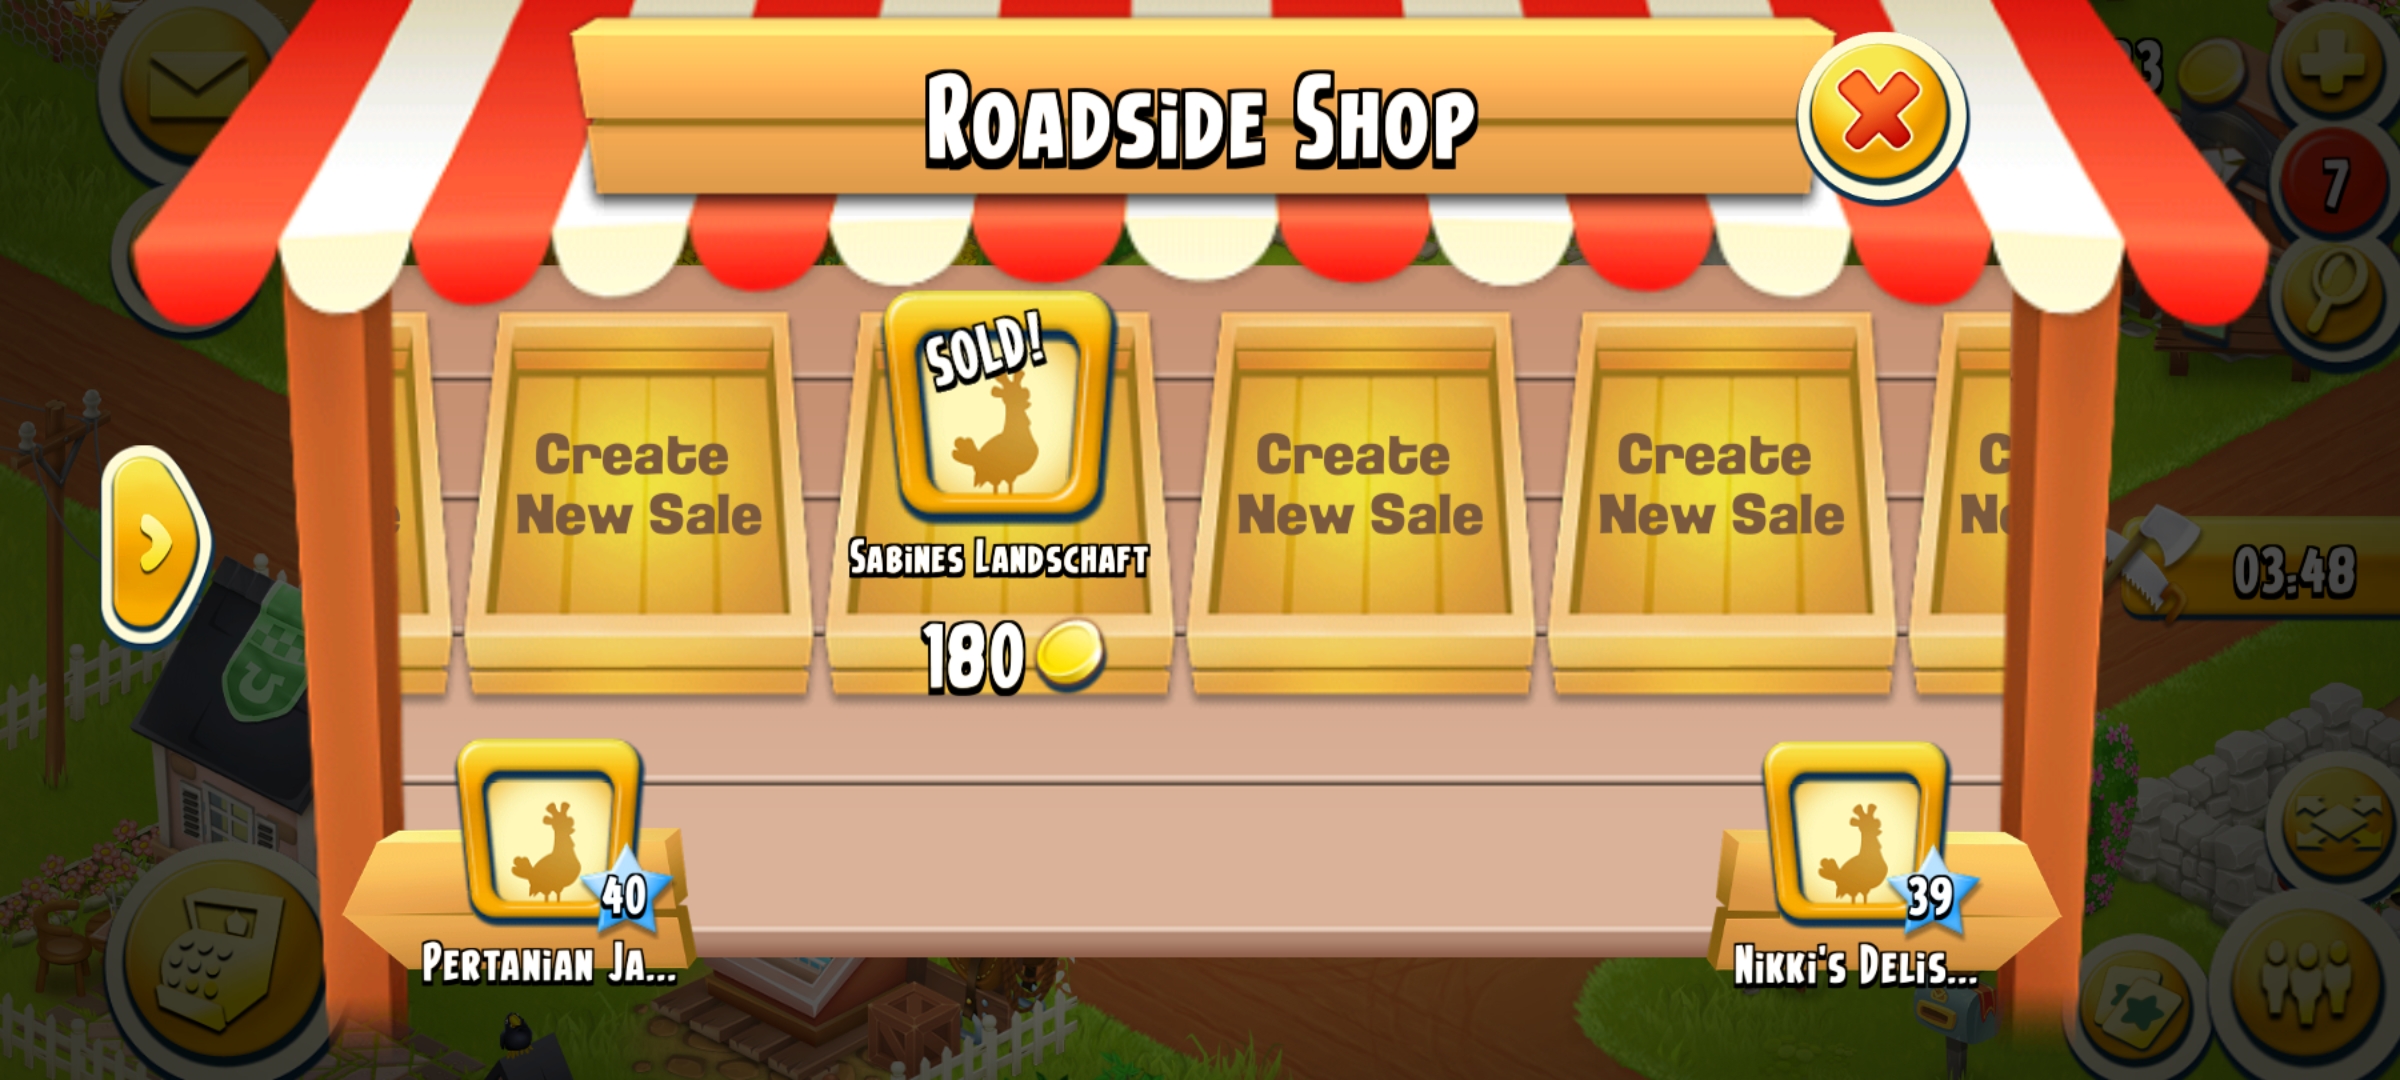 Roadside Shop
7
Create
New Sale
SOLD!
Sabines Landschaft
180
Create
New Sale
Create
New Sale
03:48
40
Pertanian Ja...
39
Nikki's Delis...